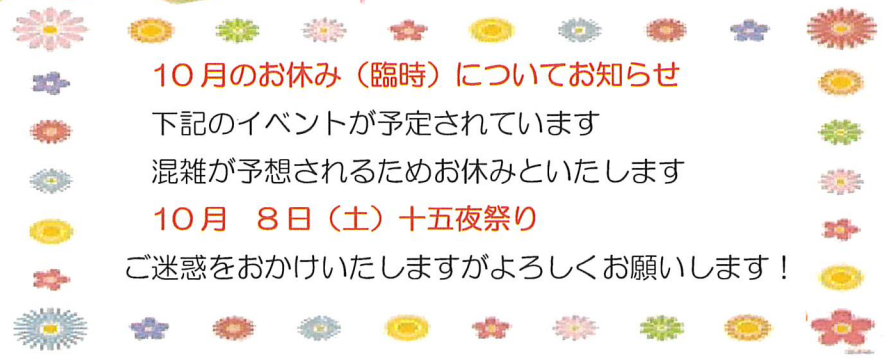 10月のお休み（臨時）についてお知らせ
下記のイベントが予定されています
混雑が予想されるためお休みといたします
10月　8日（土）十五夜祭り
ご迷惑をおかけいたしますがよろしくお願いします！